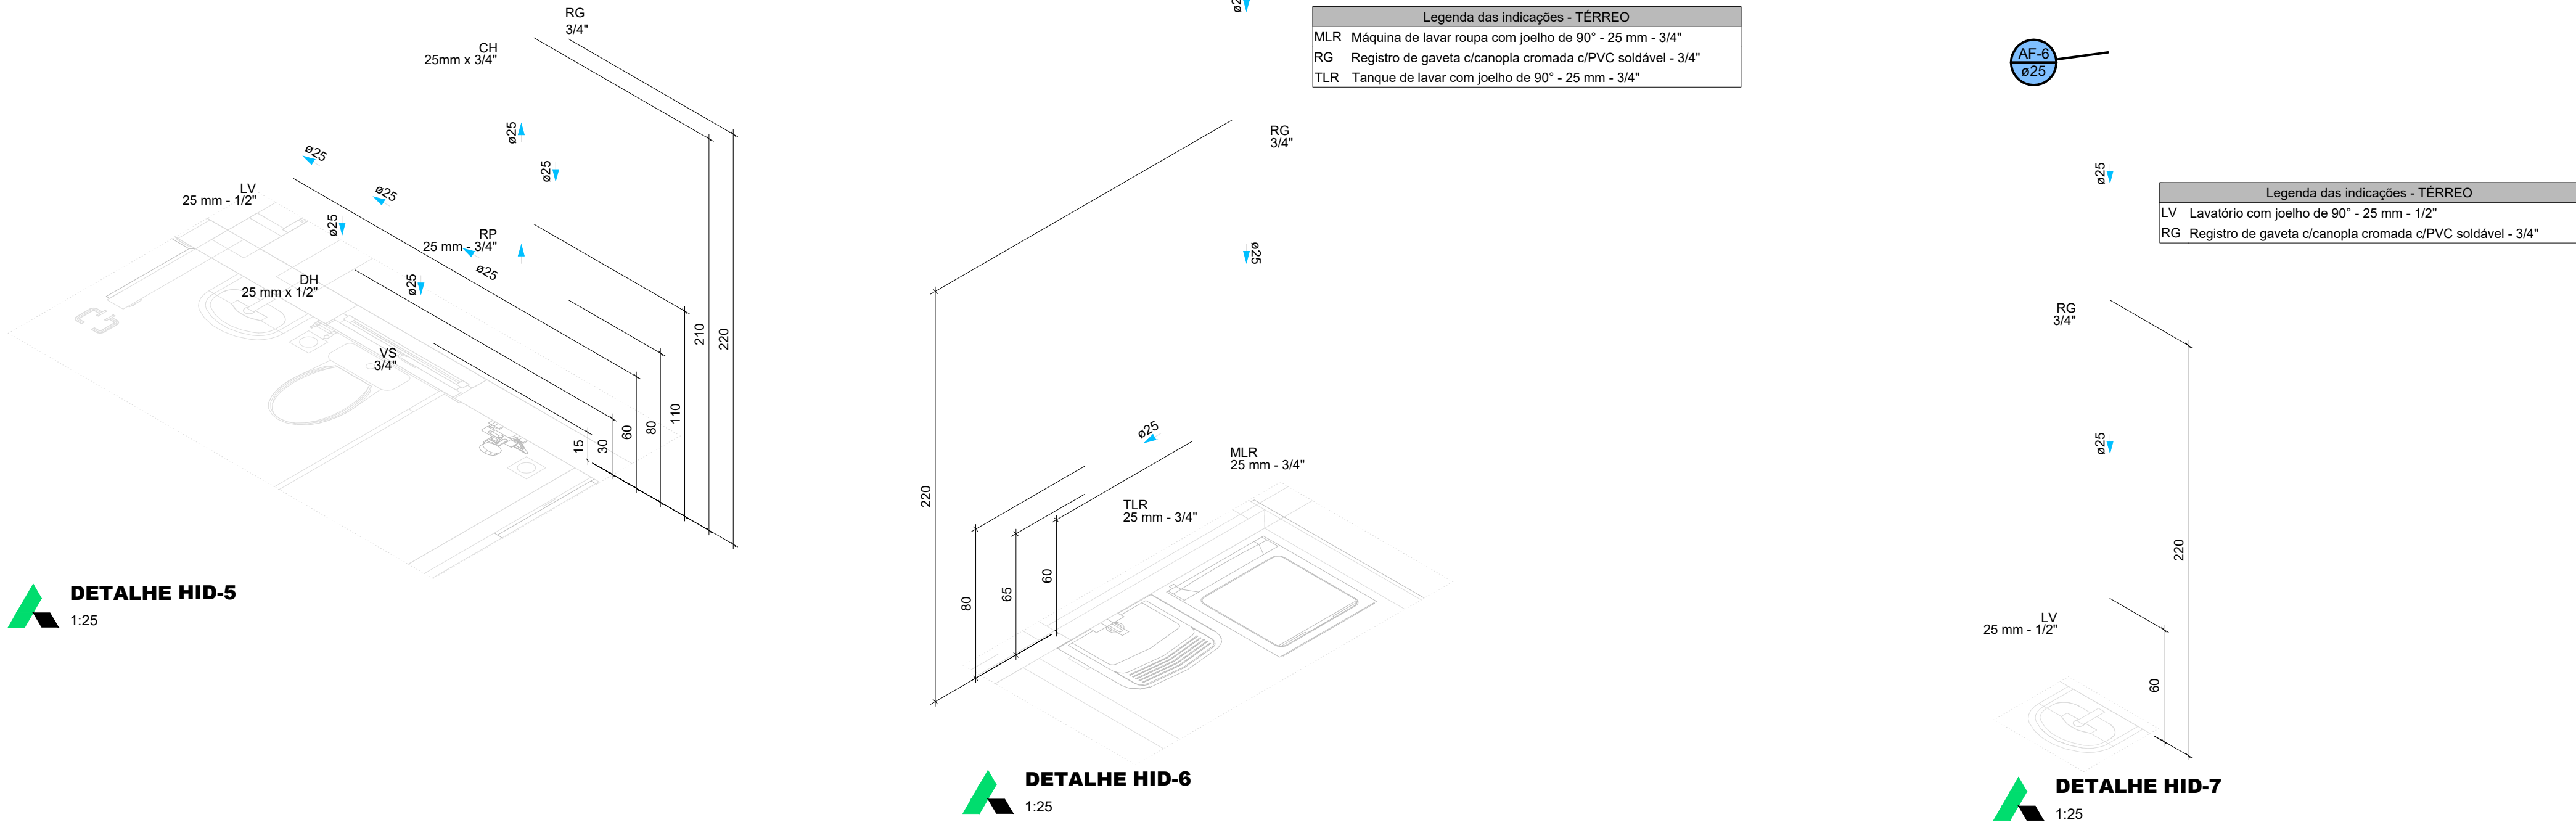 RG
3/4"
CH
25mm x 3/4"
ø25
ø25
ø25
ø25
LV
25 mm - 1/2"
ø25
RP
25 mm - 3/4"
ø25
DH
25 mm x 1/2"
ø25
VS
3/4"
15
30
60
80
110
210
220
DETALHE HID-5
1:25
Legenda das indicações - TÉRREO
MLR Máquina de lavar roupa com joelho de 90° - 25 mm - 3/4"
RG Registro de gaveta c/canopla cromada c/PVC soldável - 3/4"
TLR Tanque de lavar com joelho de 90° - 25 mm - 3/4"
RG
3/4"
ø25
ø25
MLR
25 mm - 3/4"
TLR
25 mm - 3/4"
220
80
65
60
DETALHE HID-6
1:25
AF-6
ø25
ø25
Legenda das indicações - TÉRREO
LV Lavatório com joelho de 90° - 25 mm - 1/2"
RG Registro de gaveta c/canopla cromada c/PVC soldável - 3/4"
RG
3/4"
ø25
220
LV
25 mm - 1/2"
60
DETALHE HID-7
1:25